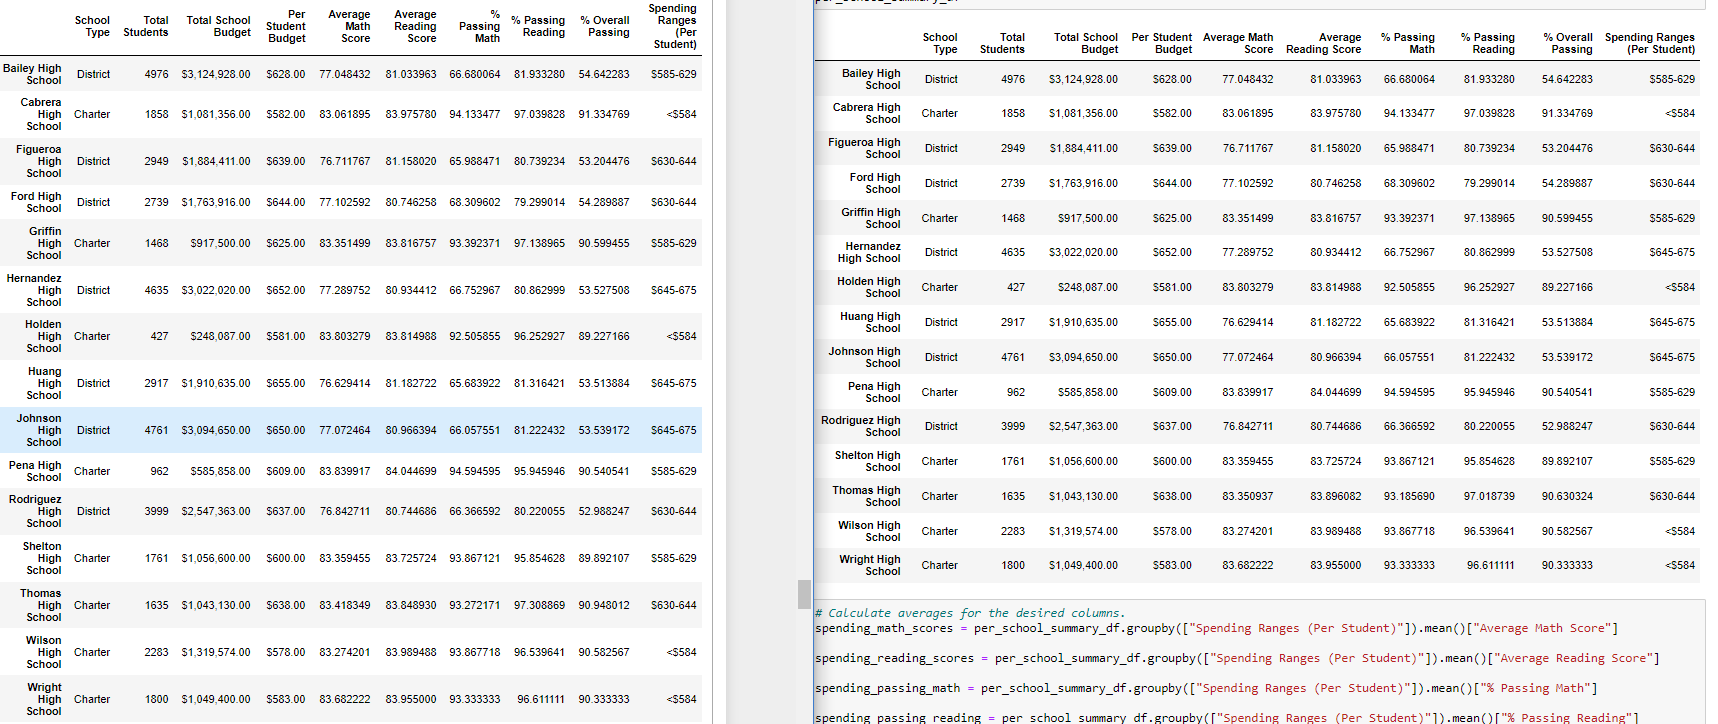 School Type Total Students Total School Budget Per Student Budget Average Math Score Average Reading Score % Passing Math % Passing Reading % Overall Passing Spending Ranges (Per Student)
Bailey High School District 4976 $3,124,928.00 $628.00 77.048432 81.033963 66.680064 81.933280 54.642283 $585-629
Cabrera High School Charter 1858 $1,081,356.00 $582.00 83.061895 83.975780 94.133477 97.039828 91.334769 <$584
Figueroa High School District 2949 $1,884,411.00 $639.00 76.711767 81.158020 65.988471 80.739234 53.204476 $630-644
Ford High School District 2739 $1,763,916.00 $644.00 77.102592 80.746258 68.309602 79.299014 54.289887 $630-644
Griffin High School Charter 1468 $917,500.00 $625.00 83.351499 83.816757 93.392371 97.138965 90.599455 $585-629
Hernandez High School District 4635 $3,022,020.00 $652.00 77.289752 80.934412 66.752967 80.862999 53.527508 $645-675
Holden High School Charter 427 $248,087.00 $581.00 83.803279 83.814988 92.505855 96.252927 89.227166 <$584
Huang High School District 2917 $1,910,635.00 $655.00 76.629414 81.182722 65.683922 81.316421 53.513884 $645-675
Johnson High School District 4761 $3,094,650.00 $650.00 77.072464 80.966394 66.057551 81.222432 53.539172 $645-675
Pena High School Charter 962 $585,858.00 $609.00 83.839917 84.044699 94.594595 95.945946 90.540541 $585-629
Rodriguez High School District 3999 $2,547,363.00 $637.00 76.842711 80.744686 66.366592 80.220055 52.988247 $630-644
Shelton High School Charter 1761 $1,056,600.00 $600.00 83.359455 83.725724 93.867121 95.854628 89.892107 $585-629
Thomas High School Charter 1635 $1,043,130.00 $638.00 83.418349 83.848930 93.272171 97.308869 90.948012 $630-644
Wilson High School Charter 2283 $1,319,574.00 $578.00 83.274201 83.989488 93.867718 96.539641 90.582567 <$584
Wright High School Charter 1800 $1,049,400.00 $583.00 83.682222 83.955000 93.333333 96.611111 90.333333 <$584
School Type Total Students Total School Budget Per Student Budget Average Math Score Average Reading Score % Passing Math % Passing Reading % Overall Passing Spending Ranges (Per Student)
Bailey High School District 4976 $3,124,928.00 $628.00 77.048432 81.033963 66.680064 81.933280 54.642283 $585-629
Cabrera High School Charter 1858 $1,081,356.00 $582.00 83.061895 83.975780 94.133477 97.039828 91.334769 <$584
Figueroa High School District 2949 $1,884,411.00 $639.00 76.711767 81.158020 65.988471 80.739234 53.204476 $630-644
Ford High School District 2739 $1,763,916.00 $644.00 77.102592 80.746258 68.309602 79.299014 54.289887 $630-644
Griffin High School Charter 1468 $917,500.00 $625.00 83.351499 83.816757 93.392371 97.138965 90.599455 $585-629
Hernandez High School District 4635 $3,022,020.00 $652.00 77.289752 80.934412 66.752967 80.862999 53.527508 $645-675
Holden High School Charter 427 $248,087.00 $581.00 83.803279 83.814988 92.505855 96.252927 89.227166 <$584
Huang High School District 2917 $1,910,635.00 $655.00 76.629414 81.182722 65.683922 81.316421 53.513884 $645-675
Johnson High School District 4761 $3,094,650.00 $650.00 77.072464 80.966394 66.057551 81.222432 53.539172 $645-675
Pena High School Charter 962 $585,858.00 $609.00 83.839917 84.044699 94.594595 95.945946 90.540541 $585-629
Rodriguez High School District 3999 $2,547,363.00 $637.00 76.842711 80.744686 66.366592 80.220055 52.988247 $630-644
Shelton High School Charter 1761 $1,056,600.00 $600.00 83.359455 83.725724 93.867121 95.854628 89.892107 $585-629
Thomas High School Charter 1635 $1,043,130.00 $638.00 83.350937 83.896082 93.185690 97.018739 90.630324 $630-644
Wilson High School Charter 2283 $1,319,574.00 $578.00 83.274201 83.989488 93.867718 96.539641 90.582567 <$584
Wright High School Charter 1800 $1,049,400.00 $583.00 83.682222 83.955000 93.333333 96.611111 90.333333 <$584
# Calculate averages for the desired columns.
spending_math_scores = per_school_summary_df.groupby(["Spending Ranges (Per Student)"]).mean()["Average Math Score"]
spending_reading_scores = per_school_summary_df.groupby(["Spending Ranges (Per Student)"]).mean()["Average Reading Score"]
spending_passing_math = per_school_summary_df.groupby(["Spending Ranges (Per Student)"]).mean()["% Passing Math"]
spending_passing_reading = per_school_summary_df.groupby(["Spending Ranges (Per Student)"]).mean()["% Passing Reading"]